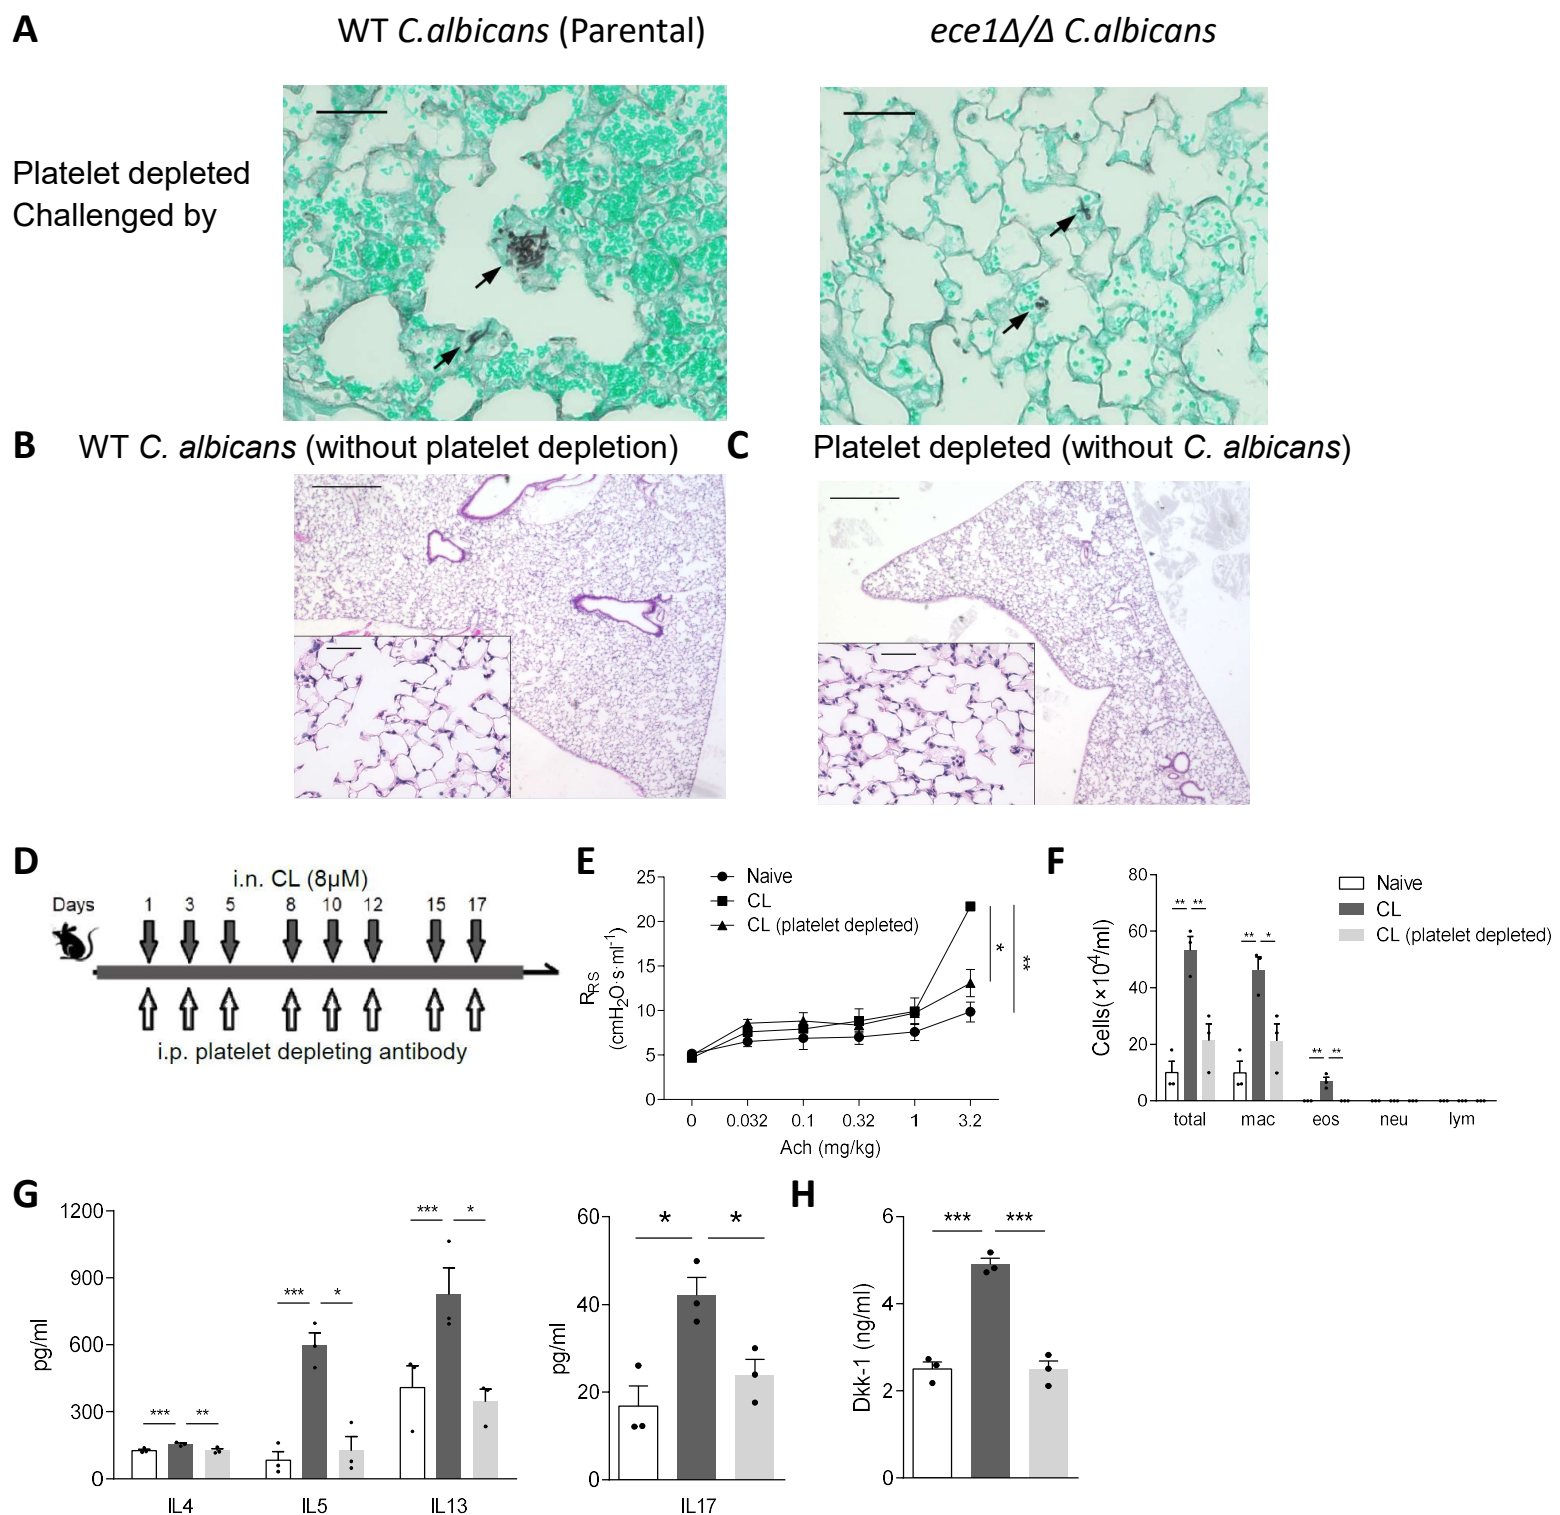 A
WT C.albicans (Parental)
ece1Δ/Δ C.albicans
Platelet depleted
Challenged by
B
WT C. albicans (without platelet depletion)
C
Platelet depleted (without C. albicans)
D
i.n. CL (8μM)
Days
1 3 5 8 10 12 15 17
i.p. platelet depleting antibody
E
Naive
CL
CL (platelet depleted)
R_RS
(cmH₂O·s·ml⁻¹)
25
20
15
10
5
0
*
**
0 0.032 0.1 0.32 1 3.2
Ach (mg/kg)
F
Naive
CL
CL (platelet depleted)
Cells(×10⁴/ml)
80
60
40
20
0
** **
** *
** **
total mac eos neu lym
G
pg/ml
1200
900
600
300
0
*** **
*** *
*** *
IL4 IL5 IL13
pg/ml
60
40
20
0
* *
IL17
H
Dkk-1 (ng/ml)
6
4
2
0
*** ***